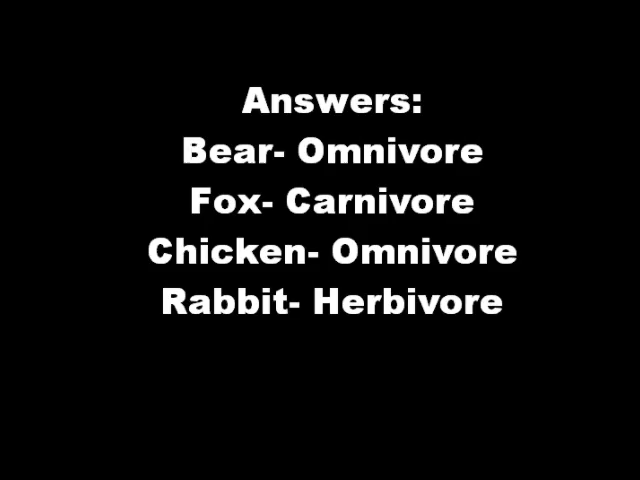 Answers:
Bear- Omnivore
Fox- Carnivore
Chicken- Omnivore
Rabbit- Herbivore